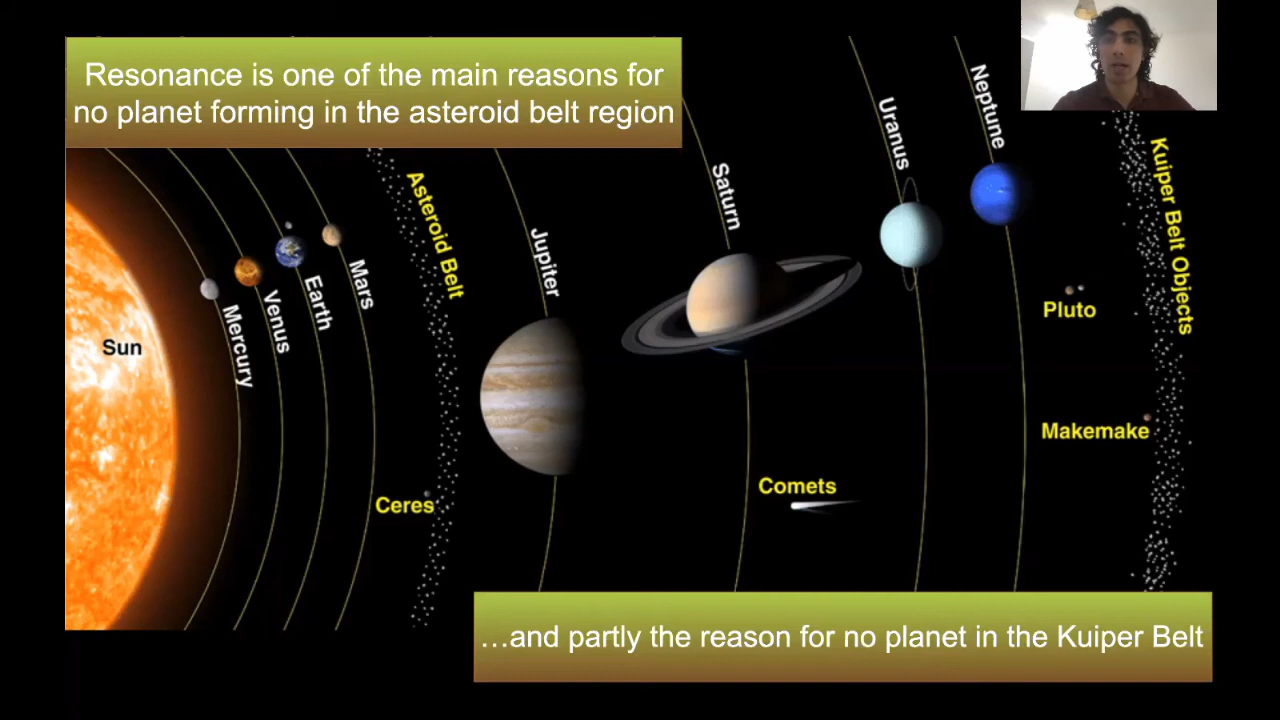 Resonance is one of the main reasons for
no planet forming in the asteroid belt region
Sun
Mercury
Venus
Earth
Mars
Asteroid Belt
Ceres
Jupiter
Saturn
Comets
Uranus
Neptune
Pluto
Makemake
Kuiper Belt Objects
…and partly the reason for no planet in the Kuiper Belt